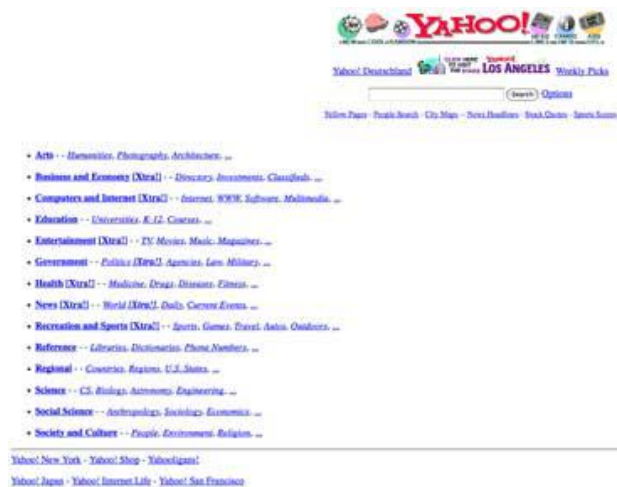 YAHOO!
Yahoo! Deutschland CLICK HERE TO VISIT Yahoo! LOS ANGELES Weekly Picks
Search Options
Yellow Pages - People Search - City Maps -- News Headlines - Stock Quotes - Sports Scores
Arts - - Humanities, Photography, Architecture, ...
Business and Economy [Xtra!] - - Directory, Investments, Classifieds, ...
Computers and Internet [Xtra!] - - Internet, WWW, Software, Multimedia, ...
Education - - Universities, K-12, Courses, ...
Entertainment [Xtra!] - - TV, Movies, Music, Magazines, ...
Government - - Politics [Xtra!], Agencies, Law, Military, ...
Health [Xtra!] - - Medicine, Drugs, Diseases, Fitness, ...
News [Xtra!] - - World [Xtra!], Daily, Current Events, ...
Recreation and Sports [Xtra!] - - Sports, Games, Travel, Autos, Outdoors, ...
Reference - - Libraries, Dictionaries, Phone Numbers, ...
Regional - - Countries, Regions, U.S. States, ...
Science - - CS, Biology, Astronomy, Engineering, ...
Social Science - - Anthropology, Sociology, Economics, ...
Society and Culture - - People, Environment, Religion, ...
Yahoo! New York - Yahoo! Shop - Yahooligans!
Yahoo! Japan - Yahoo! Internet Life - Yahoo! San Francisco